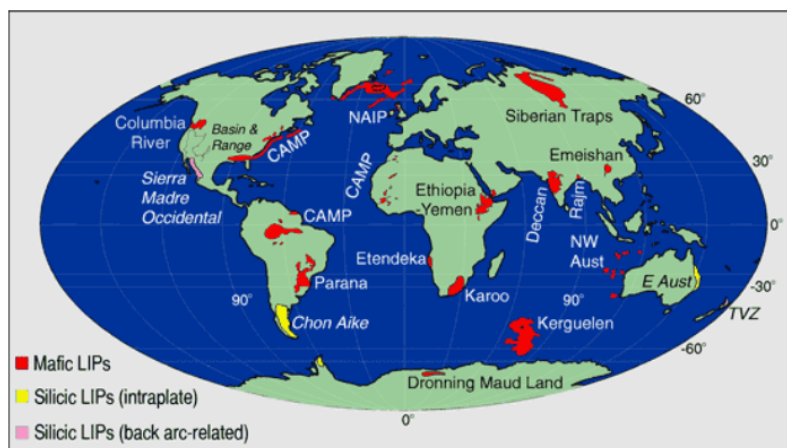 60°
Siberian Traps
NAIP
Columbia
River
Basin &
Range
CAMP
Emeishan
30°
Sierra
Madre
Occidental
CAMP
Ethiopia
-Yemen
Deccan
Rajm
CAMP
0°
NW
Aust
Etendeka
E Aust
Parana
Karoo
-30°
90°
90°
Chon Aike
Kerguelen
TVZ
-60°
Mafic LIPs
Silicic LIPs (intraplate)
Dronning Maud Land
Silicic LIPs (back arc-related)
0°